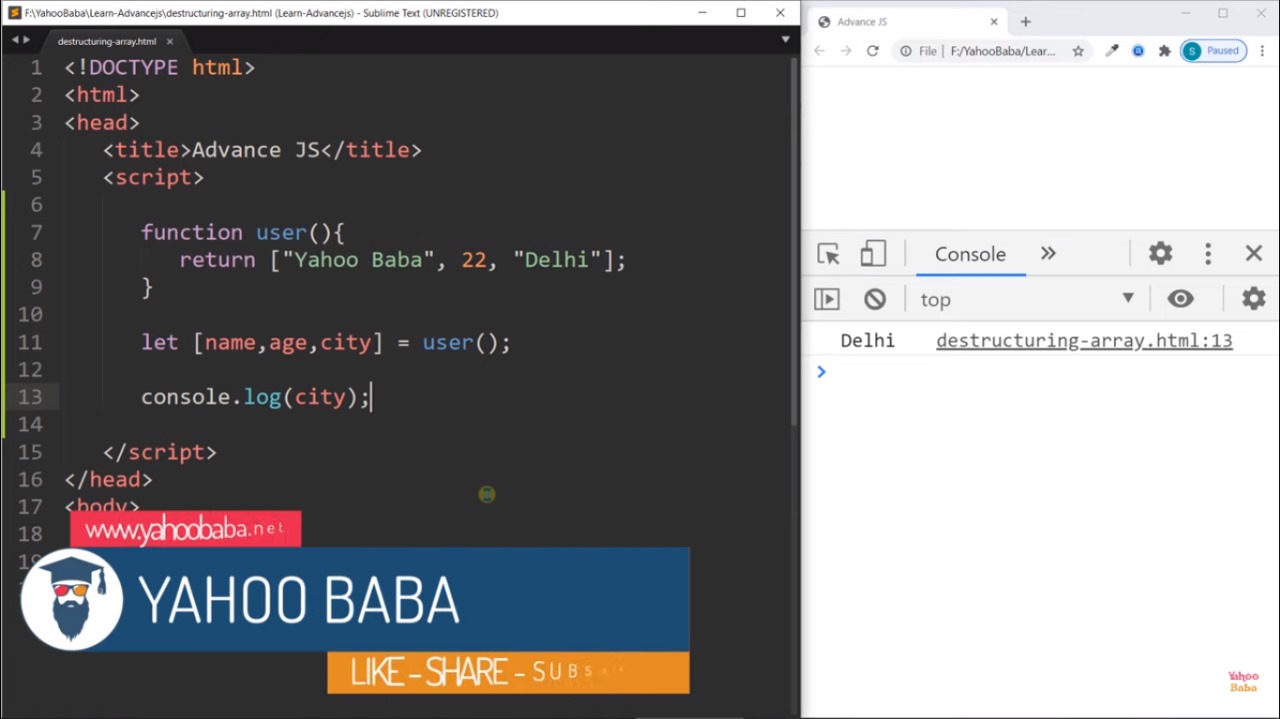 F:\YahooBaba\Learn-Advancejs\destructuring-array.html (Learn-Advancejs) - Sublime Text (UNREGISTERED)
destructuring-array.html
1 <!DOCTYPE html>
2 <html>
3 <head>
4 <title>Advance JS</title>
5 <script>
6
7 function user(){
8 return ["Yahoo Baba", 22, "Delhi"];
9 }
10
11 let [name,age,city] = user();
12
13 console.log(city);
14
15 </script>
16 </head>
17 <body>
18
www.yahoobaba.net
YAHOO BABA
LIKE - SHARE - SUBS
Advance JS
File F:/YahooBaba/Lear...
S Paused
Console
top
Delhi destructuring-array.html:13
Yahoo
Baba